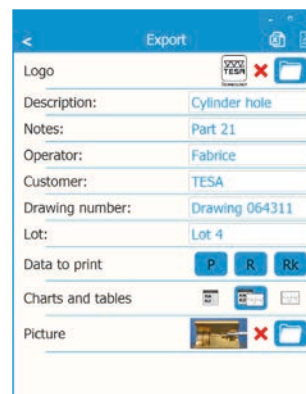 < Export
Logo TESA
Description: Cylinder hole
Notes: Part 21
Operator: Fabrice
Customer: TESA
Drawing number: Drawing 064311
Lot: Lot 4
Data to print P R Rk
Charts and tables
Picture